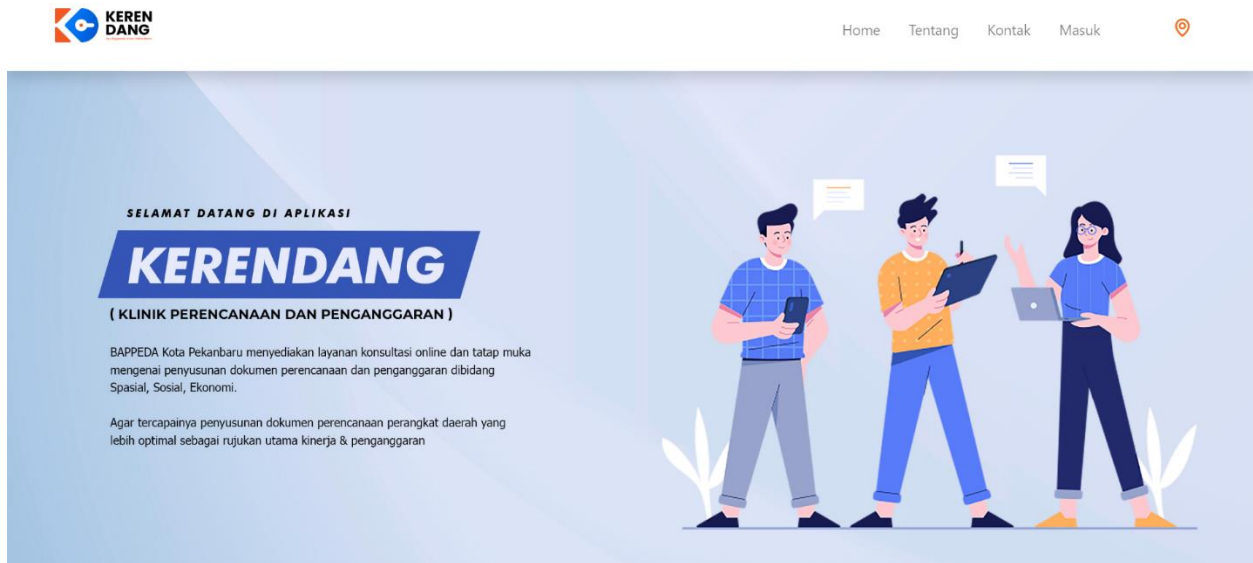 KEREN
DANG
Home Tentang Kontak Masuk
SELAMAT DATANG DI APLIKASI
KERENDANG
( KLINIK PERENCANAAN DAN PENGANGGARAN )
BAPPEDA Kota Pekanbaru menyediakan layanan konsultasi online dan tatap muka
mengenai penyusunan dokumen perencanaan dan penganggaran dibidang
Spasial, Sosial, Ekonomi.
Agar tercapainya penyusunan dokumen perencanaan perangkat daerah yang
lebih optimal sebagai rujukan utama kinerja & penganggaran